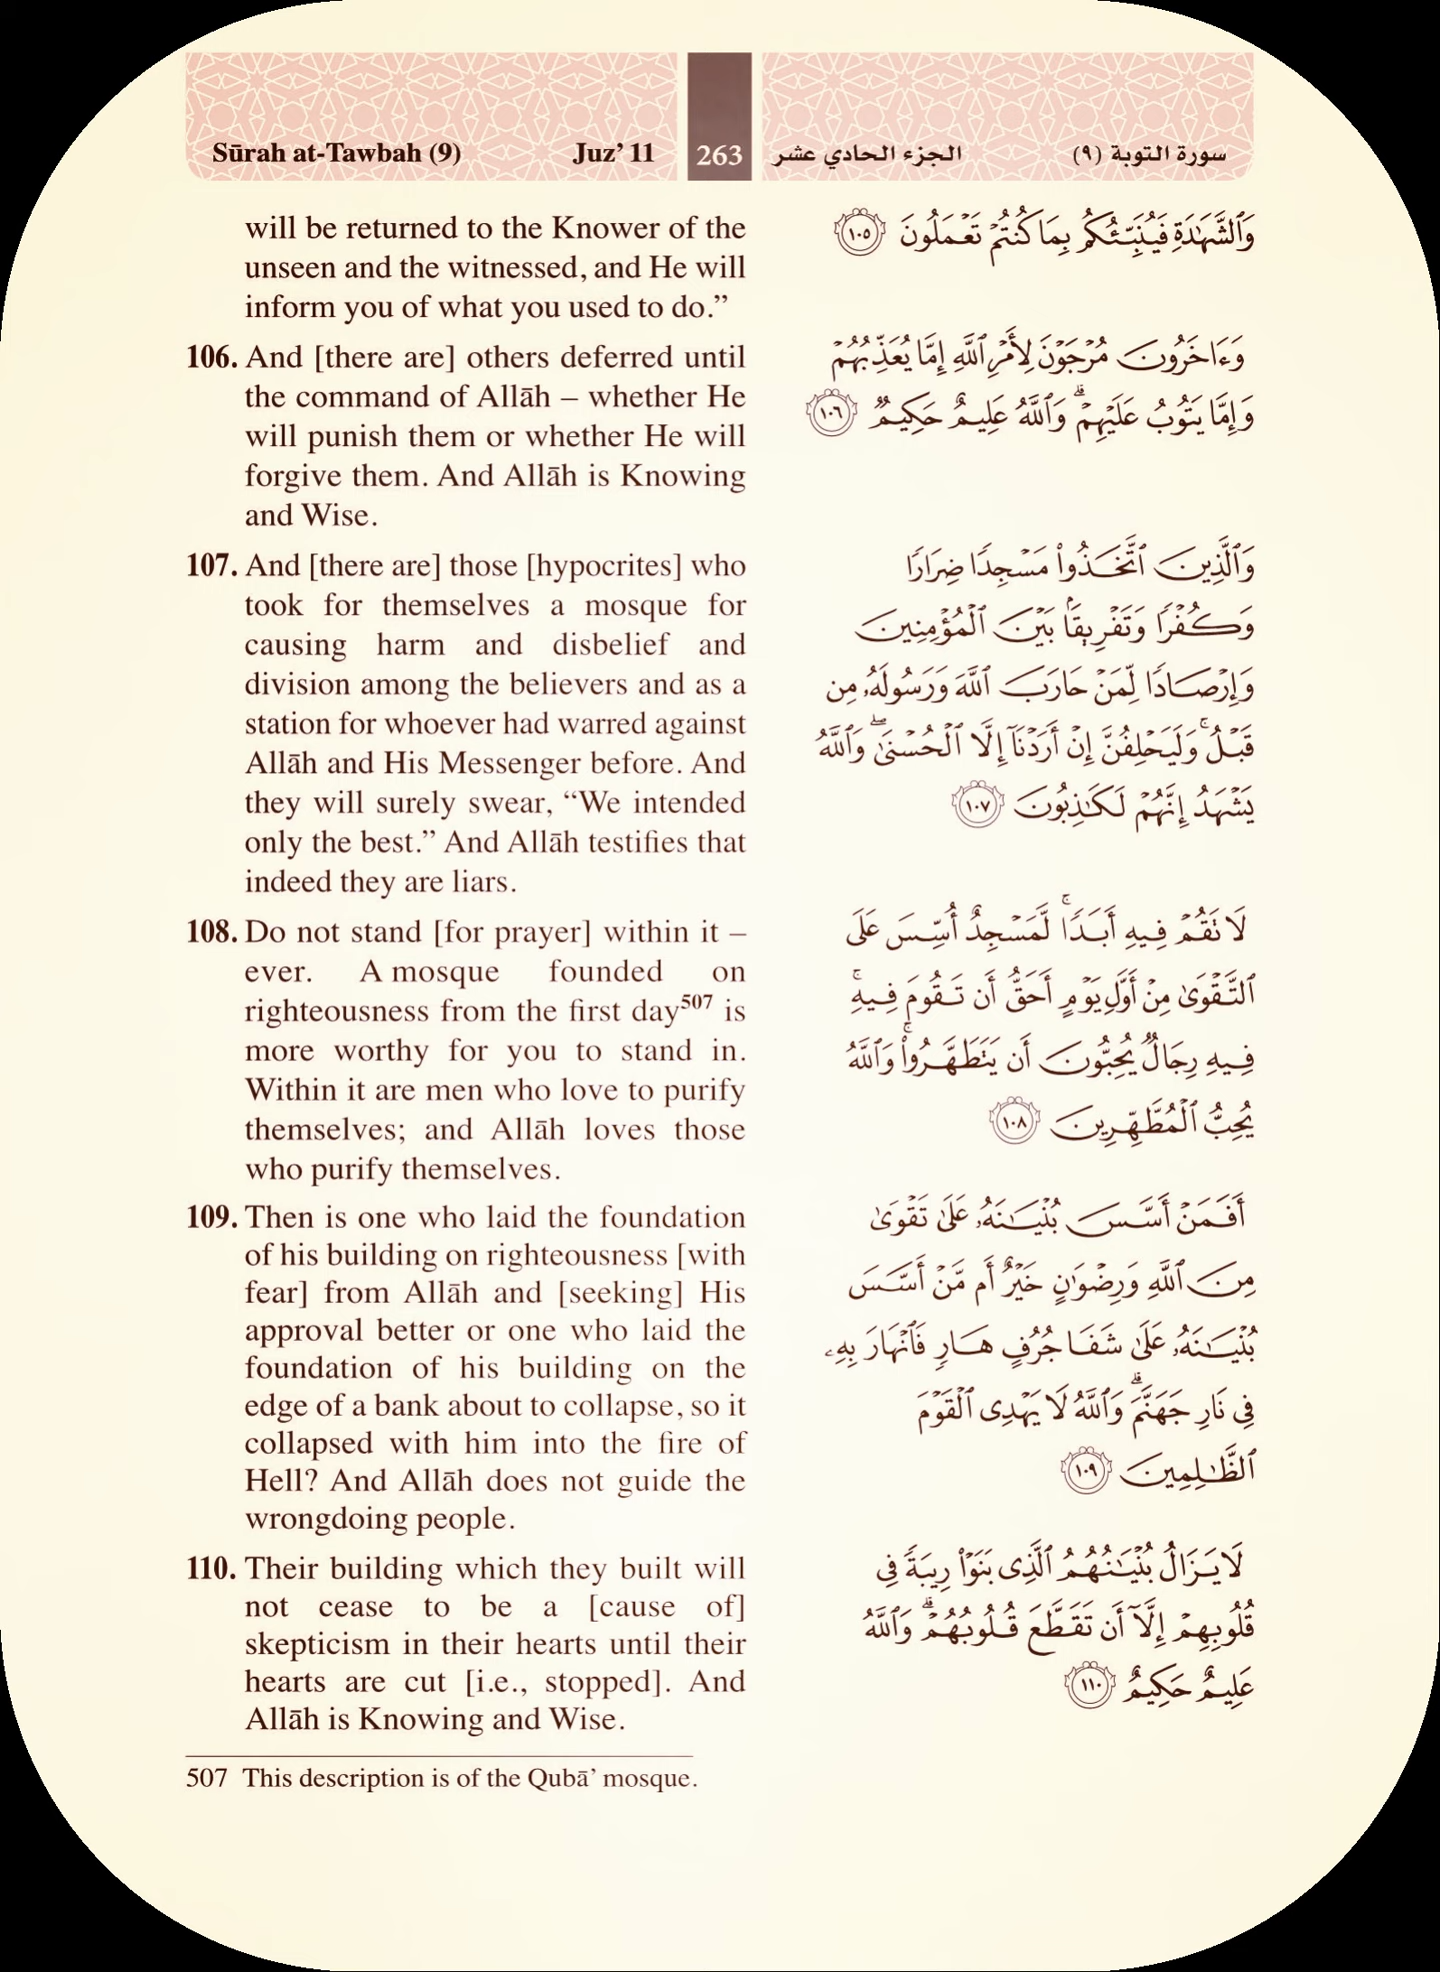 Sūrah at-Tawbah (9)
Juz’ 11
263
الجزء الحادي عشر
سورة التوبة (٩)
will be returned to the Knower of the
unseen and the witnessed, and He will
inform you of what you used to do.”
106. And [there are] others deferred until
the command of Allāh – whether He
will punish them or whether He will
forgive them. And Allāh is Knowing
and Wise.
107. And [there are] those [hypocrites] who
took for themselves a mosque for
causing harm and disbelief and
division among the believers and as a
station for whoever had warred against
Allāh and His Messenger before. And
they will surely swear, “We intended
only the best.” And Allāh testifies that
indeed they are liars.
108. Do not stand [for prayer] within it –
ever. A mosque founded on
righteousness from the first day507 is
more worthy for you to stand in.
Within it are men who love to purify
themselves; and Allāh loves those
who purify themselves.
109. Then is one who laid the foundation
of his building on righteousness [with
fear] from Allāh and [seeking] His
approval better or one who laid the
foundation of his building on the
edge of a bank about to collapse, so it
collapsed with him into the fire of
Hell? And Allāh does not guide the
wrongdoing people.
110. Their building which they built will
not cease to be a [cause of]
skepticism in their hearts until their
hearts are cut [i.e., stopped]. And
Allāh is Knowing and Wise.
وَٱلشَّهَٰدَةِ فَيُنَبِّئُكُم بِمَا كُنتُمْ تَعْمَلُونَ ١٠٥
وَءَاخَرُونَ مُرْجَوْنَ لِأَمْرِ ٱللَّهِ إِمَّا يُعَذِّبُهُمْ
وَإِمَّا يَتُوبُ عَلَيْهِمْ ۗ وَٱللَّهُ عَلِيمٌ حَكِيمٌ ١٠٦
وَٱلَّذِينَ ٱتَّخَذُوا۟ مَسْجِدًا ضِرَارًا
وَكُفْرًا وَتَفْرِيقًۢا بَيْنَ ٱلْمُؤْمِنِينَ
وَإِرْصَادًا لِّمَنْ حَارَبَ ٱللَّهَ وَرَسُولَهُۥ مِن
قَبْلُ ۚ وَلَيَحْلِفُنَّ إِنْ أَرَدْنَآ إِلَّا ٱلْحُسْنَىٰ ۖ وَٱللَّهُ
يَشْهَدُ إِنَّهُمْ لَكَٰذِبُونَ ١٠٧
لَا تَقُمْ فِيهِ أَبَدًا ۚ لَّمَسْجِدٌ أُسِّسَ عَلَى
ٱلتَّقْوَىٰ مِنْ أَوَّلِ يَوْمٍ أَحَقُّ أَن تَقُومَ فِيهِ ۚ
فِيهِ رِجَالٌ يُحِبُّونَ أَن يَتَطَهَّرُوا۟ ۚ وَٱللَّهُ
يُحِبُّ ٱلْمُطَّهِّرِينَ ١٠٨
أَفَمَنْ أَسَّسَ بُنْيَٰنَهُۥ عَلَىٰ تَقْوَىٰ
مِنَ ٱللَّهِ وَرِضْوَٰنٍ خَيْرٌ أَم مَّنْ أَسَّسَ
بُنْيَٰنَهُۥ عَلَىٰ شَفَا جُرُفٍ هَارٍ فَٱنْهَارَ بِهِۦ
فِى نَارِ جَهَنَّمَ ۗ وَٱللَّهُ لَا يَهْدِى ٱلْقَوْمَ
ٱلظَّٰلِمِينَ ١٠٩
لَا يَزَالُ بُنْيَٰنُهُمُ ٱلَّذِى بَنَوْا۟ رِيبَةً فِى
قُلُوبِهِمْ إِلَّآ أَن تَقَطَّعَ قُلُوبُهُمْ ۗ وَٱللَّهُ
عَلِيمٌ حَكِيمٌ ١١٠
507 This description is of the Qubā’ mosque.